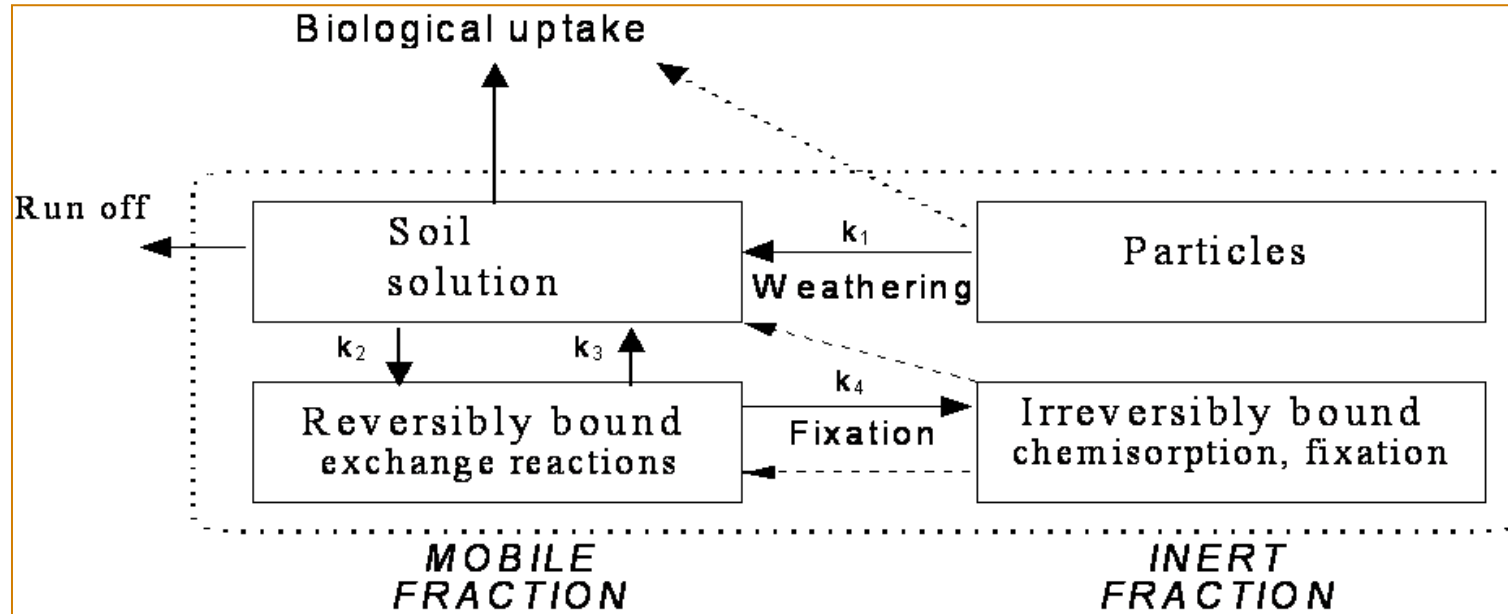 Biological uptake
Run off
Soil
solution
k₁
Weathering
Particles
k₂
k₃
Reversibly bound
exchange reactions
k₄
Fixation
Irreversibly bound
chemisorption, fixation
MOBILE
FRACTION
INERT
FRACTION